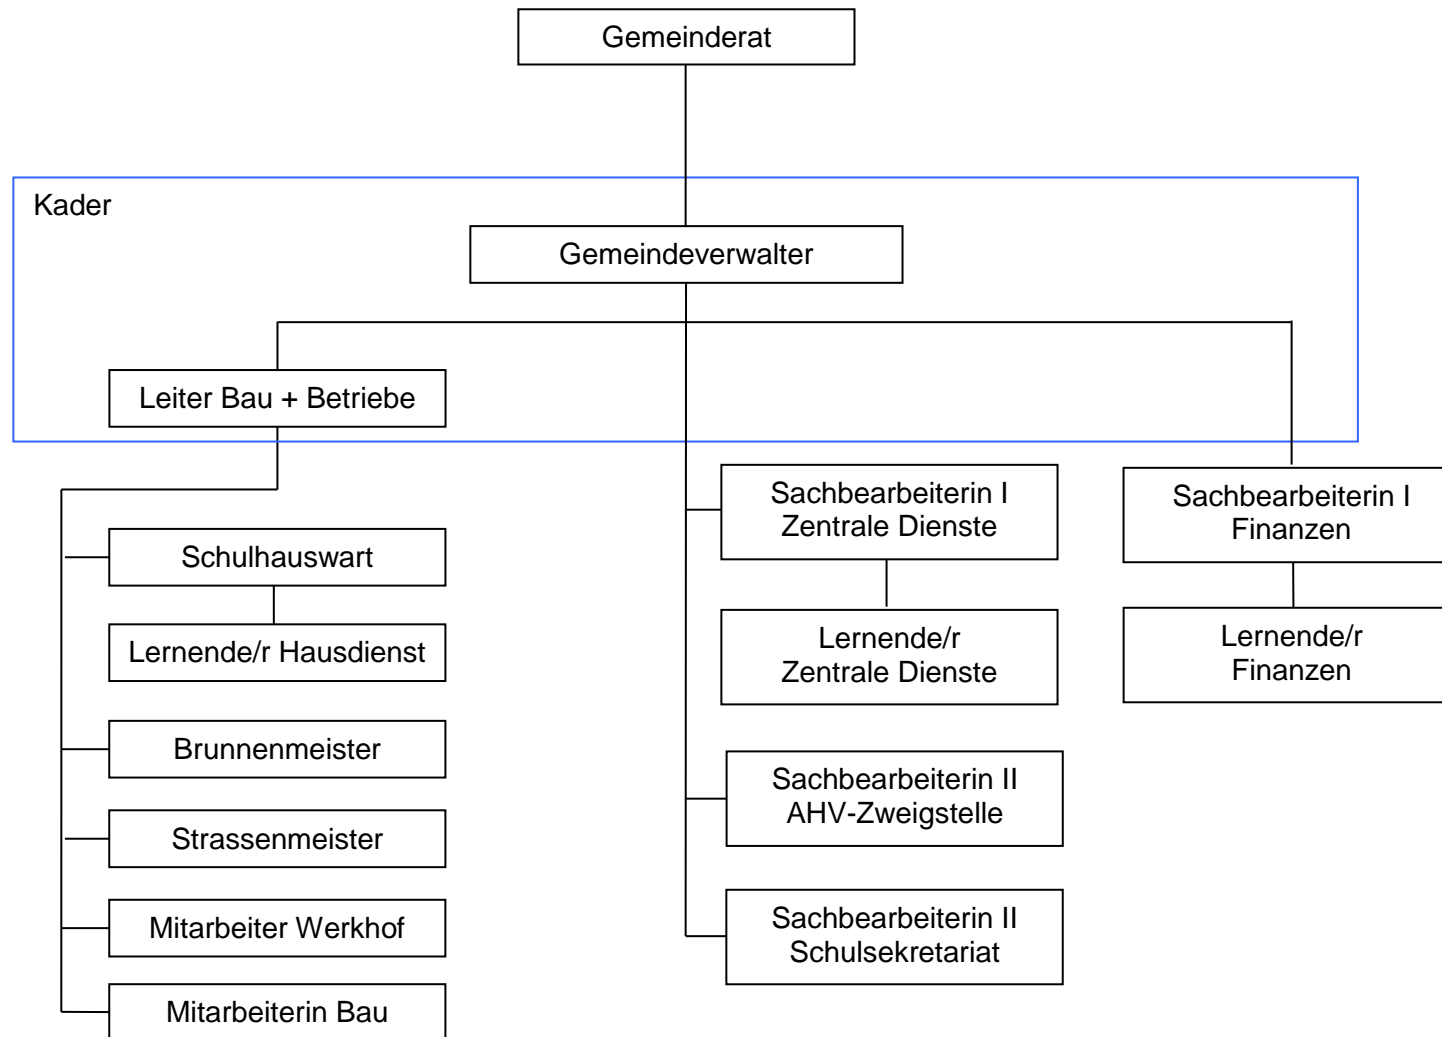 Gemeinderat
Kader
Gemeindeverwalter
Leiter Bau + Betriebe
Schulhauswart
Lernende/r Hausdienst
Brunnenmeister
Strassenmeister
Mitarbeiter Werkhof
Mitarbeiterin Bau
Sachbearbeiterin I
Zentrale Dienste
Lernende/r
Zentrale Dienste
Sachbearbeiterin II
AHV-Zweigstelle
Sachbearbeiterin II
Schulsekretariat
Sachbearbeiterin I
Finanzen
Lernende/r
Finanzen